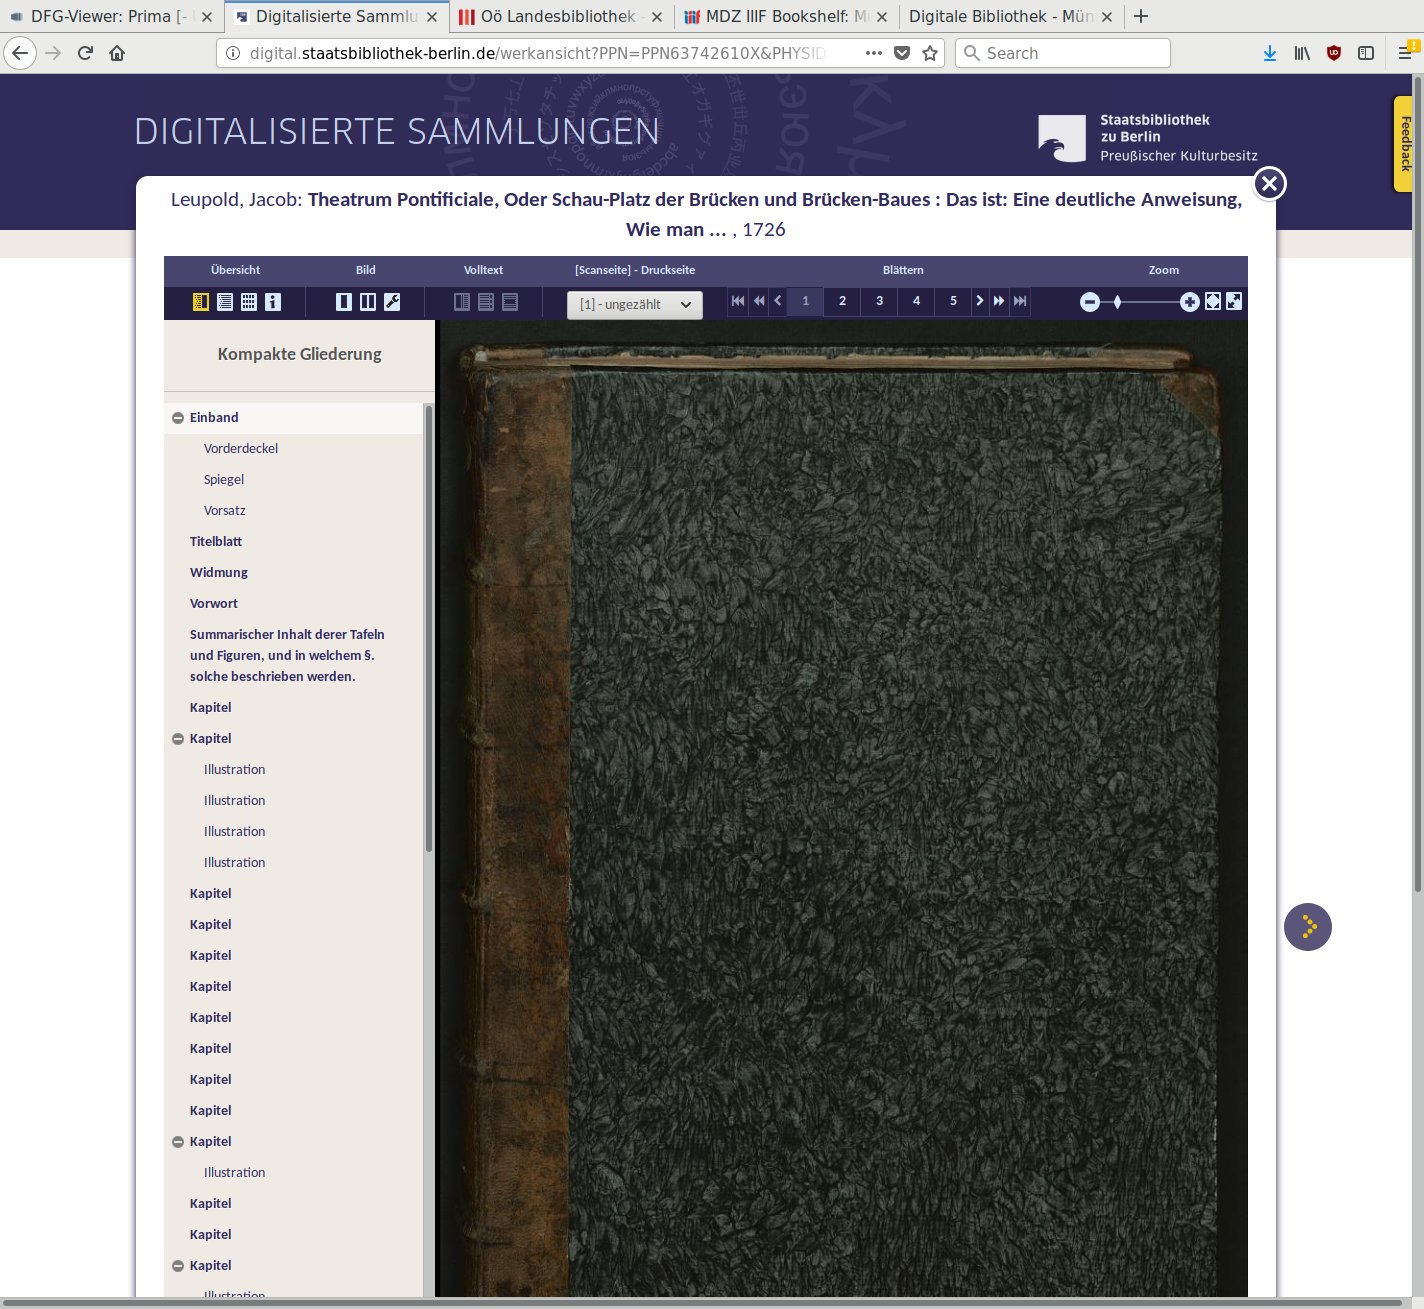 DFG-Viewer: Prima [-
Digitalisierte Sammlu
Oö Landesbibliothek -
MDZ IIIF Bookshelf: Mü
Digitale Bibliothek - Mün
digital.staatsbibliothek-berlin.de/werkansicht?PPN=PPN63742610X&PHYSID
Search
Feedback
DIGITALISIERTE SAMMLUNGEN
Staatsbibliothek
zu Berlin
Preußischer Kulturbesitz
Leupold, Jacob: Theatrum Pontificiale, Oder Schau-Platz der Brücken und Brücken-Baues : Das ist: Eine deutliche Anweisung,
Wie man ... , 1726
Übersicht Bild Volltext [Scanseite] - Druckseite Blättern Zoom
[1] - ungezählt 1 2 3 4 5
Kompakte Gliederung
Einband
Vorderdeckel
Spiegel
Vorsatz
Titelblatt
Widmung
Vorwort
Summarischer Inhalt derer Tafeln
und Figuren, und in welchem §.
solche beschrieben werden.
Kapitel
Kapitel
Illustration
Illustration
Illustration
Illustration
Kapitel
Kapitel
Kapitel
Kapitel
Kapitel
Kapitel
Kapitel
Kapitel
Kapitel
Illustration
Kapitel
Kapitel
Kapitel
Illustration